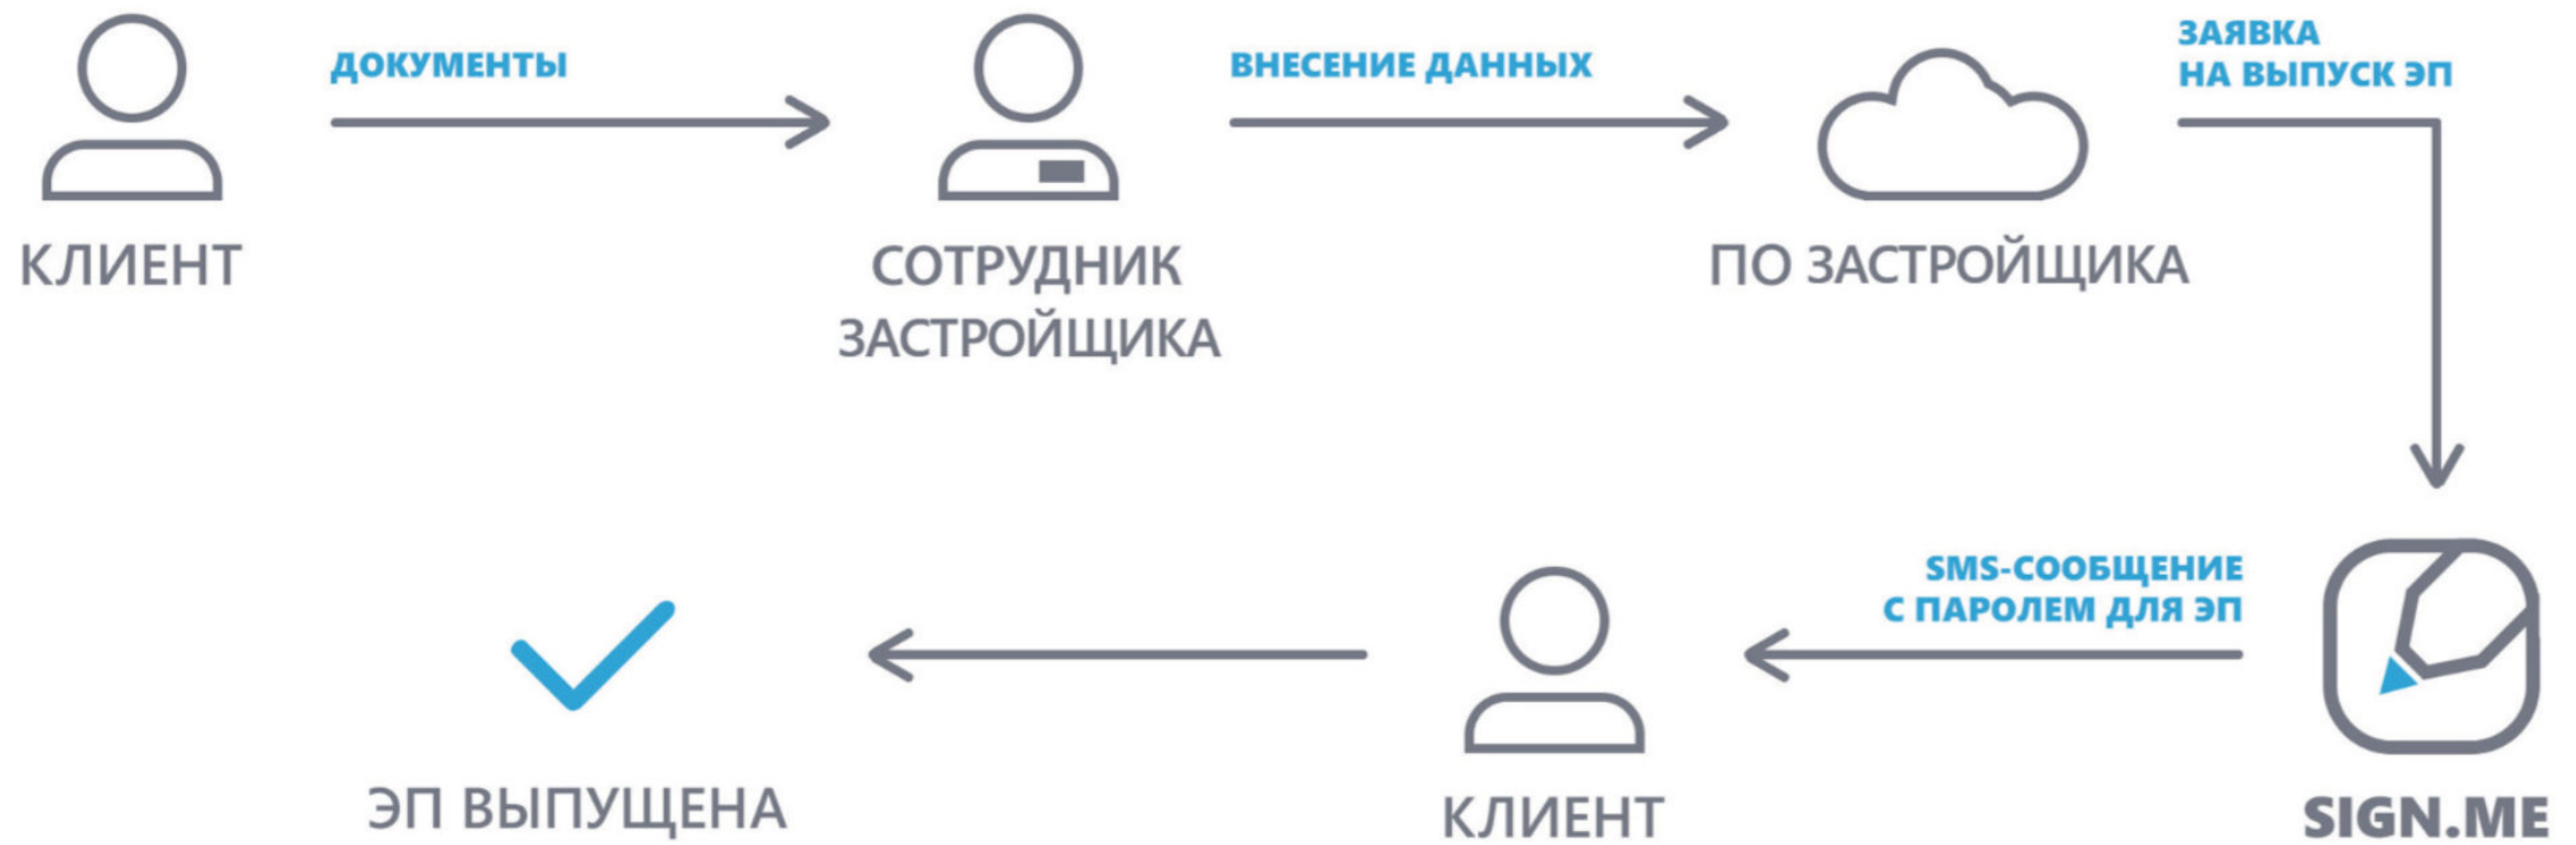 ДОКУМЕНТЫ
ВНЕСЕНИЕ ДАННЫХ
ЗАЯВКА
НА ВЫПУСК ЭП
КЛИЕНТ
СОТРУДНИК
ЗАСТРОЙЩИКА
ПО ЗАСТРОЙЩИКА
SMS-СООБЩЕНИЕ
С ПАРОЛЕМ ДЛЯ ЭП
ЭП ВЫПУЩЕНА
КЛИЕНТ
SIGN.ME